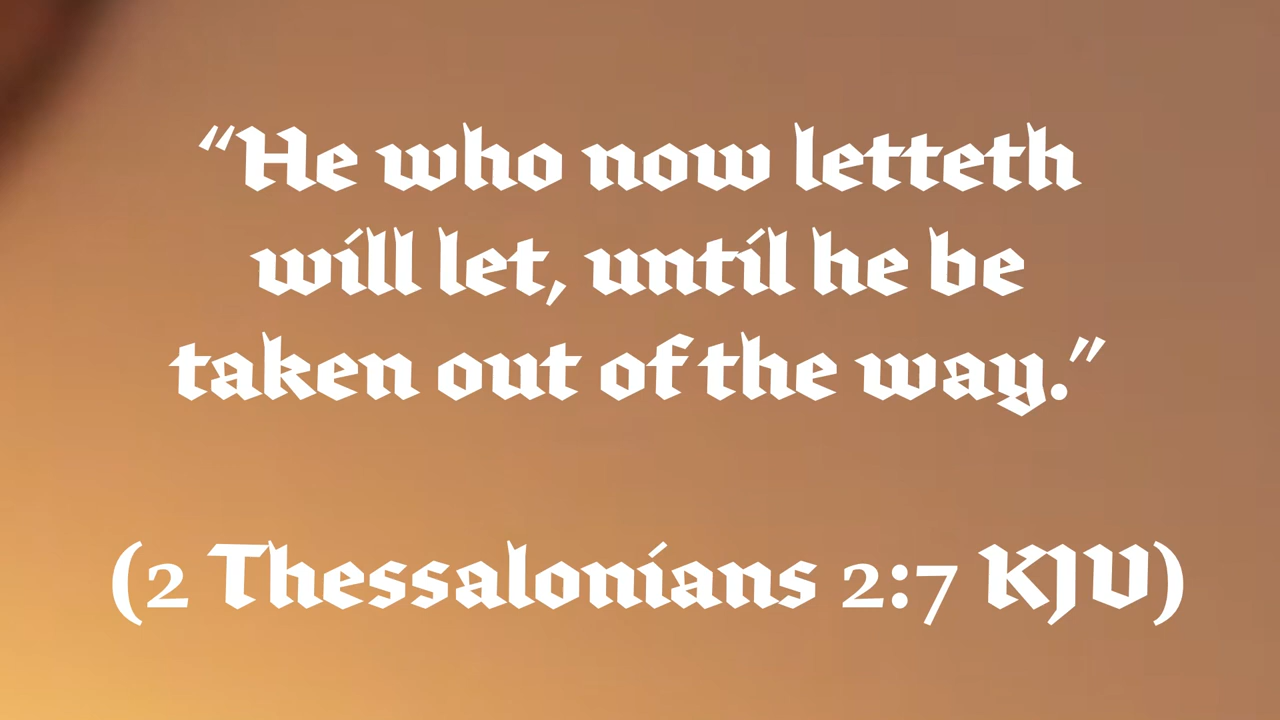 “He who now letteth
will let, until he be
taken out of the way.”
(2 Thessalonians 2:7 KJV)